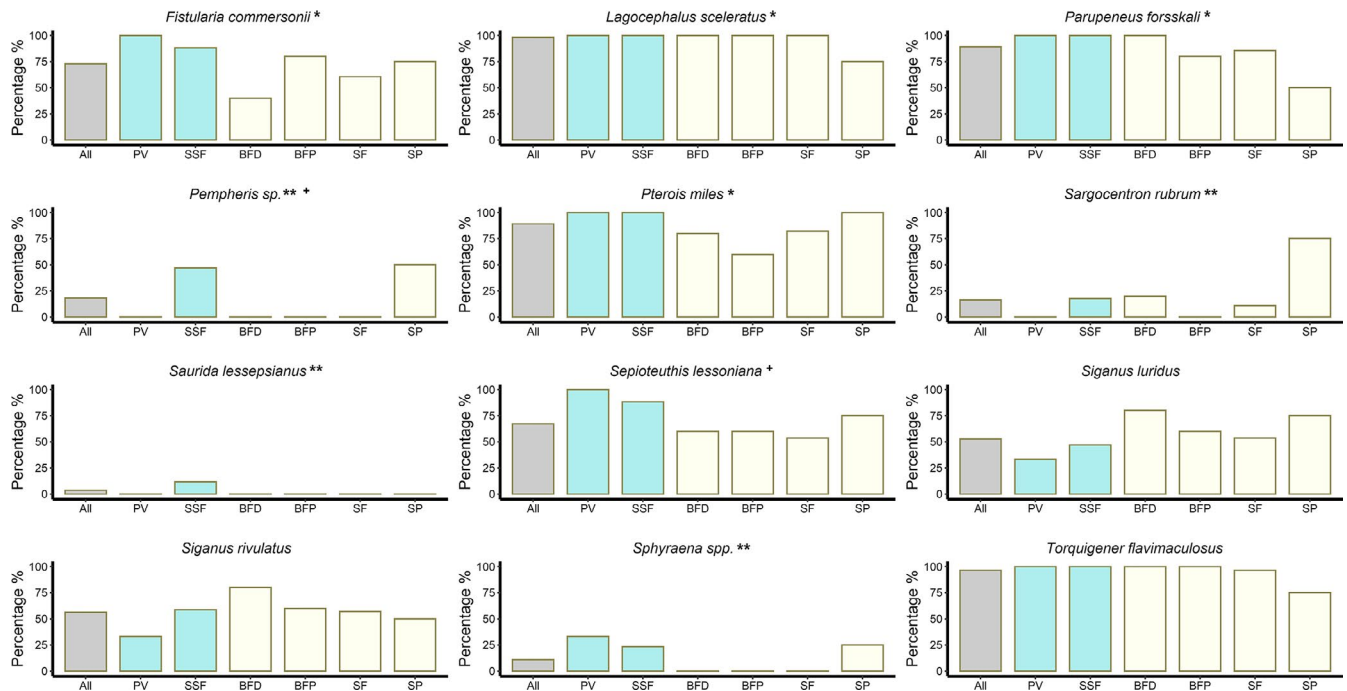 Fistularia commersonii *
Lagocephalus sceleratus *
Parupeneus forsskali *
Percentage %
100
75
50
25
0
All PV SSF BFD BFP SF SP
Percentage %
100
75
50
25
0
All PV SSF BFD BFP SF SP
Percentage %
100
75
50
25
0
All PV SSF BFD BFP SF SP
Pempheris sp. ** +
Pterois miles *
Sargocentron rubrum **
Percentage %
100
75
50
25
0
All PV SSF BFD BFP SF SP
Percentage %
100
75
50
25
0
All PV SSF BFD BFP SF SP
Percentage %
100
75
50
25
0
All PV SSF BFD BFP SF SP
Saurida lessepsianus **
Sepioteuthis lessoniana +
Siganus luridus
Percentage %
100
75
50
25
0
All PV SSF BFD BFP SF SP
Percentage %
100
75
50
25
0
All PV SSF BFD BFP SF SP
Percentage %
100
75
50
25
0
All PV SSF BFD BFP SF SP
Siganus rivulatus
Sphyraena spp. **
Torquigener flavimaculosus
Percentage %
100
75
50
25
0
All PV SSF BFD BFP SF SP
Percentage %
100
75
50
25
0
All PV SSF BFD BFP SF SP
Percentage %
100
75
50
25
0
All PV SSF BFD BFP SF SP